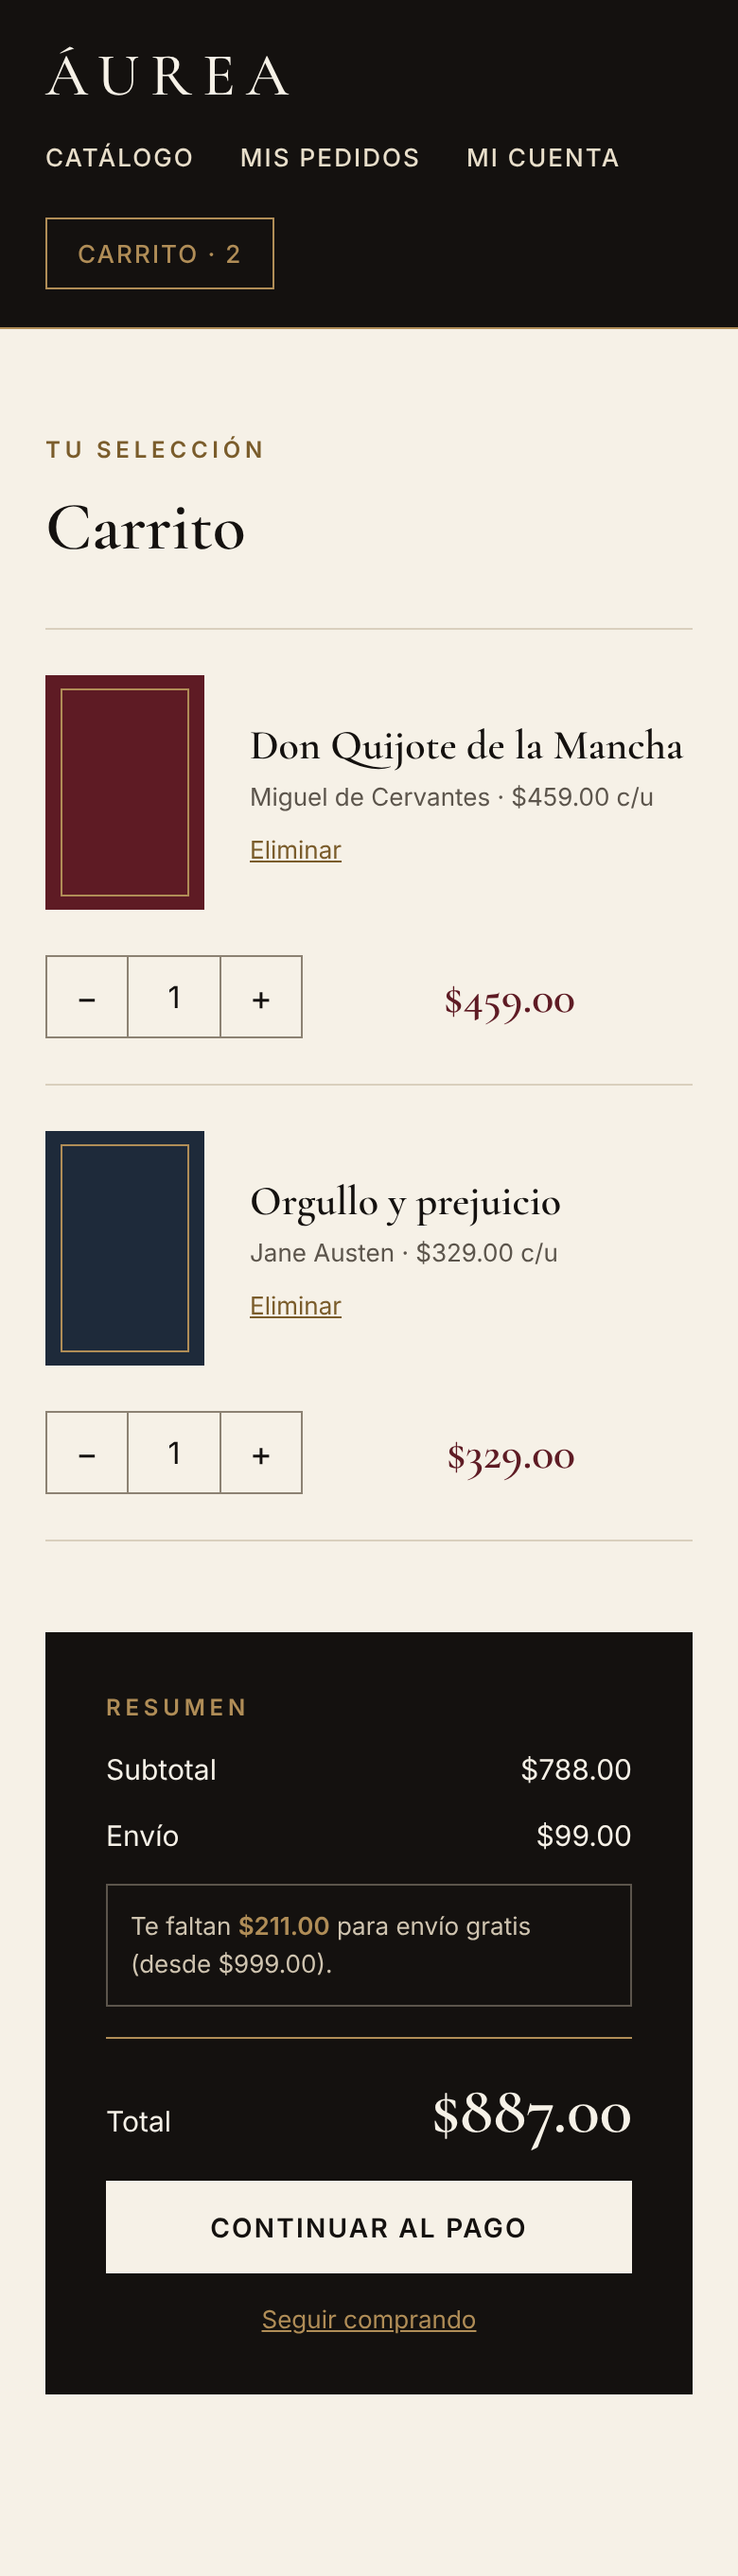 ÁUREA
CATÁLOGO MIS PEDIDOS MI CUENTA
CARRITO · 2
TU SELECCIÓN
Carrito
Don Quijote de la Mancha
Miguel de Cervantes · $459.00 c/u
Eliminar
− 1 + $459.00
Orgullo y prejuicio
Jane Austen · $329.00 c/u
Eliminar
− 1 + $329.00
RESUMEN
Subtotal $788.00
Envío $99.00
Te faltan $211.00 para envío gratis
(desde $999.00).
Total $887.00
CONTINUAR AL PAGO
Seguir comprando